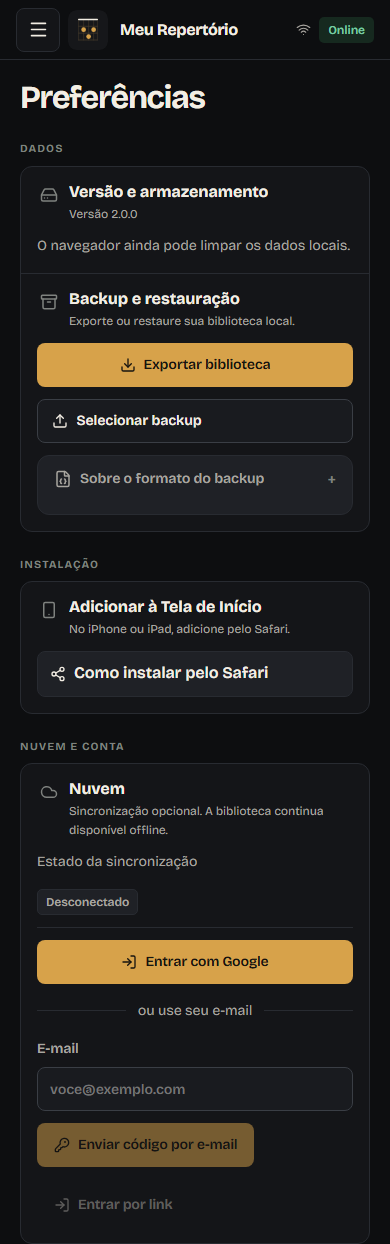 Meu Repertório
Online
Preferências
DADOS
Versão e armazenamento
Versão 2.0.0
O navegador ainda pode limpar os dados locais.
Backup e restauração
Exporte ou restaure sua biblioteca local.
Exportar biblioteca
Selecionar backup
Sobre o formato do backup +
INSTALAÇÃO
Adicionar à Tela de Início
No iPhone ou iPad, adicione pelo Safari.
Como instalar pelo Safari
NUVEM E CONTA
Nuvem
Sincronização opcional. A biblioteca continua
disponível offline.
Estado da sincronização
Desconectado
Entrar com Google
ou use seu e-mail
E-mail
voce@exemplo.com
Enviar código por e-mail
Entrar por link